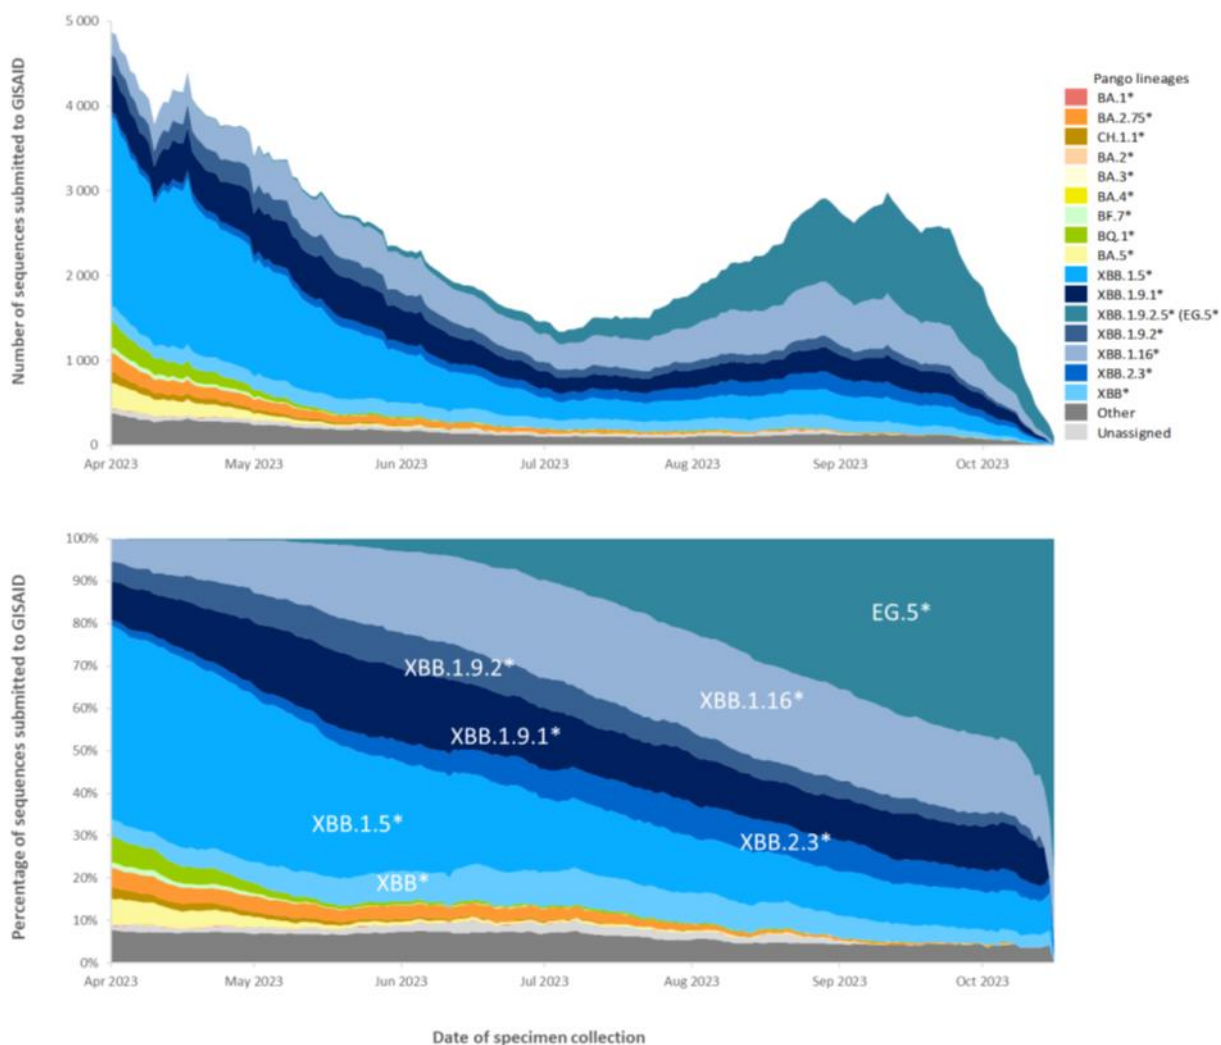 Number of sequences submitted to GISAID
5 000
4 000
3 000
2 000
1 000
0
Apr 2023
May 2023
Jun 2023
Jul 2023
Aug 2023
Sep 2023
Oct 2023
Pango lineages
BA.1*
BA.2.75*
CH.1.1*
BA.2*
BA.3*
BA.4*
BF.7*
BQ.1*
BA.5*
XBB.1.5*
XBB.1.9.1*
XBB.1.9.2.5* (EG.5*
XBB.1.9.2*
XBB.1.16*
XBB.2.3*
XBB*
Other
Unassigned
Percentage of sequences submitted to GISAID
100%
90%
80%
70%
60%
50%
40%
30%
20%
10%
0%
EG.5*
XBB.1.9.2*
XBB.1.16*
XBB.1.9.1*
XBB.1.5*
XBB.2.3*
XBB*
Apr 2023
May 2023
Jun 2023
Jul 2023
Aug 2023
Sep 2023
Oct 2023
Date of specimen collection